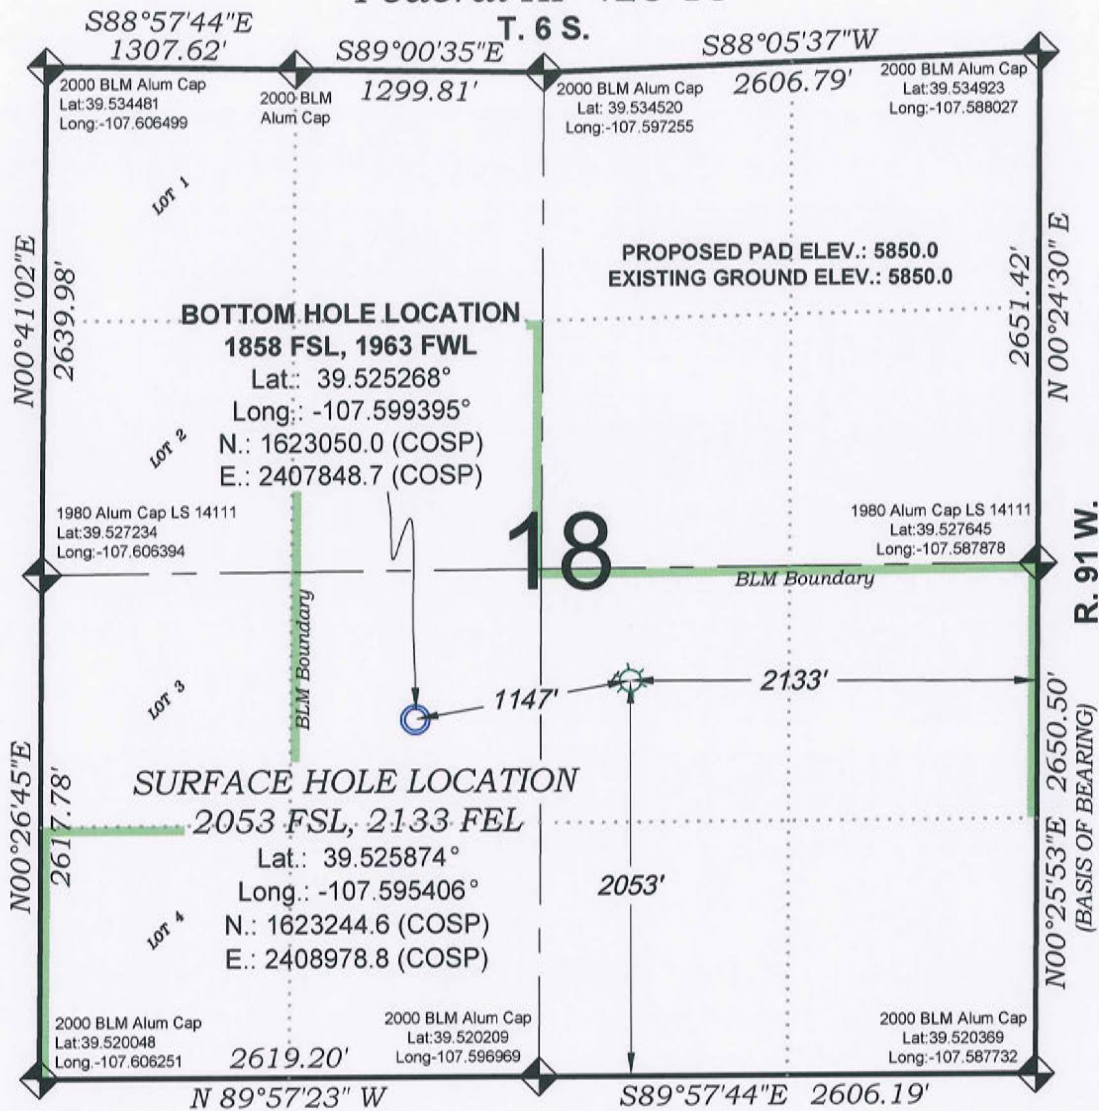 T. 6 S.
S88°57'44"E
1307.62'
S89°00'35"E
1299.81'
S88°05'37"W
2606.79'
2000 BLM Alum Cap
Lat:39.534481
Long:-107.606499
2000 BLM
Alum Cap
2000 BLM Alum Cap
Lat: 39.534520
Long:-107.597255
2000 BLM Alum Cap
Lat:39.534923
Long:-107.588027
LOT 1
N00°41'02"E
2639.98'
PROPOSED PAD ELEV.: 5850.0
EXISTING GROUND ELEV.: 5850.0
N 00°24'30" E
2651.42'
BOTTOM HOLE LOCATION
1858 FSL, 1963 FWL
Lat.: 39.525268°
Long.: -107.599395°
N.: 1623050.0 (COSP)
E.: 2407848.7 (COSP)
LOT 2
1980 Alum Cap LS 14111
Lat:39.527234
Long:-107.606394
18
1980 Alum Cap LS 14111
Lat:39.527645
Long:-107.587878
BLM Boundary
R. 91 W.
BLM Boundary
LOT 3
1147'
2133'
N00°26'45"E
2617.78'
SURFACE HOLE LOCATION
2053 FSL, 2133 FEL
Lat.: 39.525874°
Long.: -107.595406°
N.: 1623244.6 (COSP)
E.: 2408978.8 (COSP)
2053'
N00°25'53"E 2650.50'
(BASIS OF BEARING)
LOT 4
2000 BLM Alum Cap
Lat:39.520048
Long.-107.606251
2000 BLM Alum Cap
Lat:39.520209
Long-107.596969
2000 BLM Alum Cap
Lat:39.520369
Long:-107.587732
2619.20'
N 89°57'23" W
S89°57'44"E 2606.19'